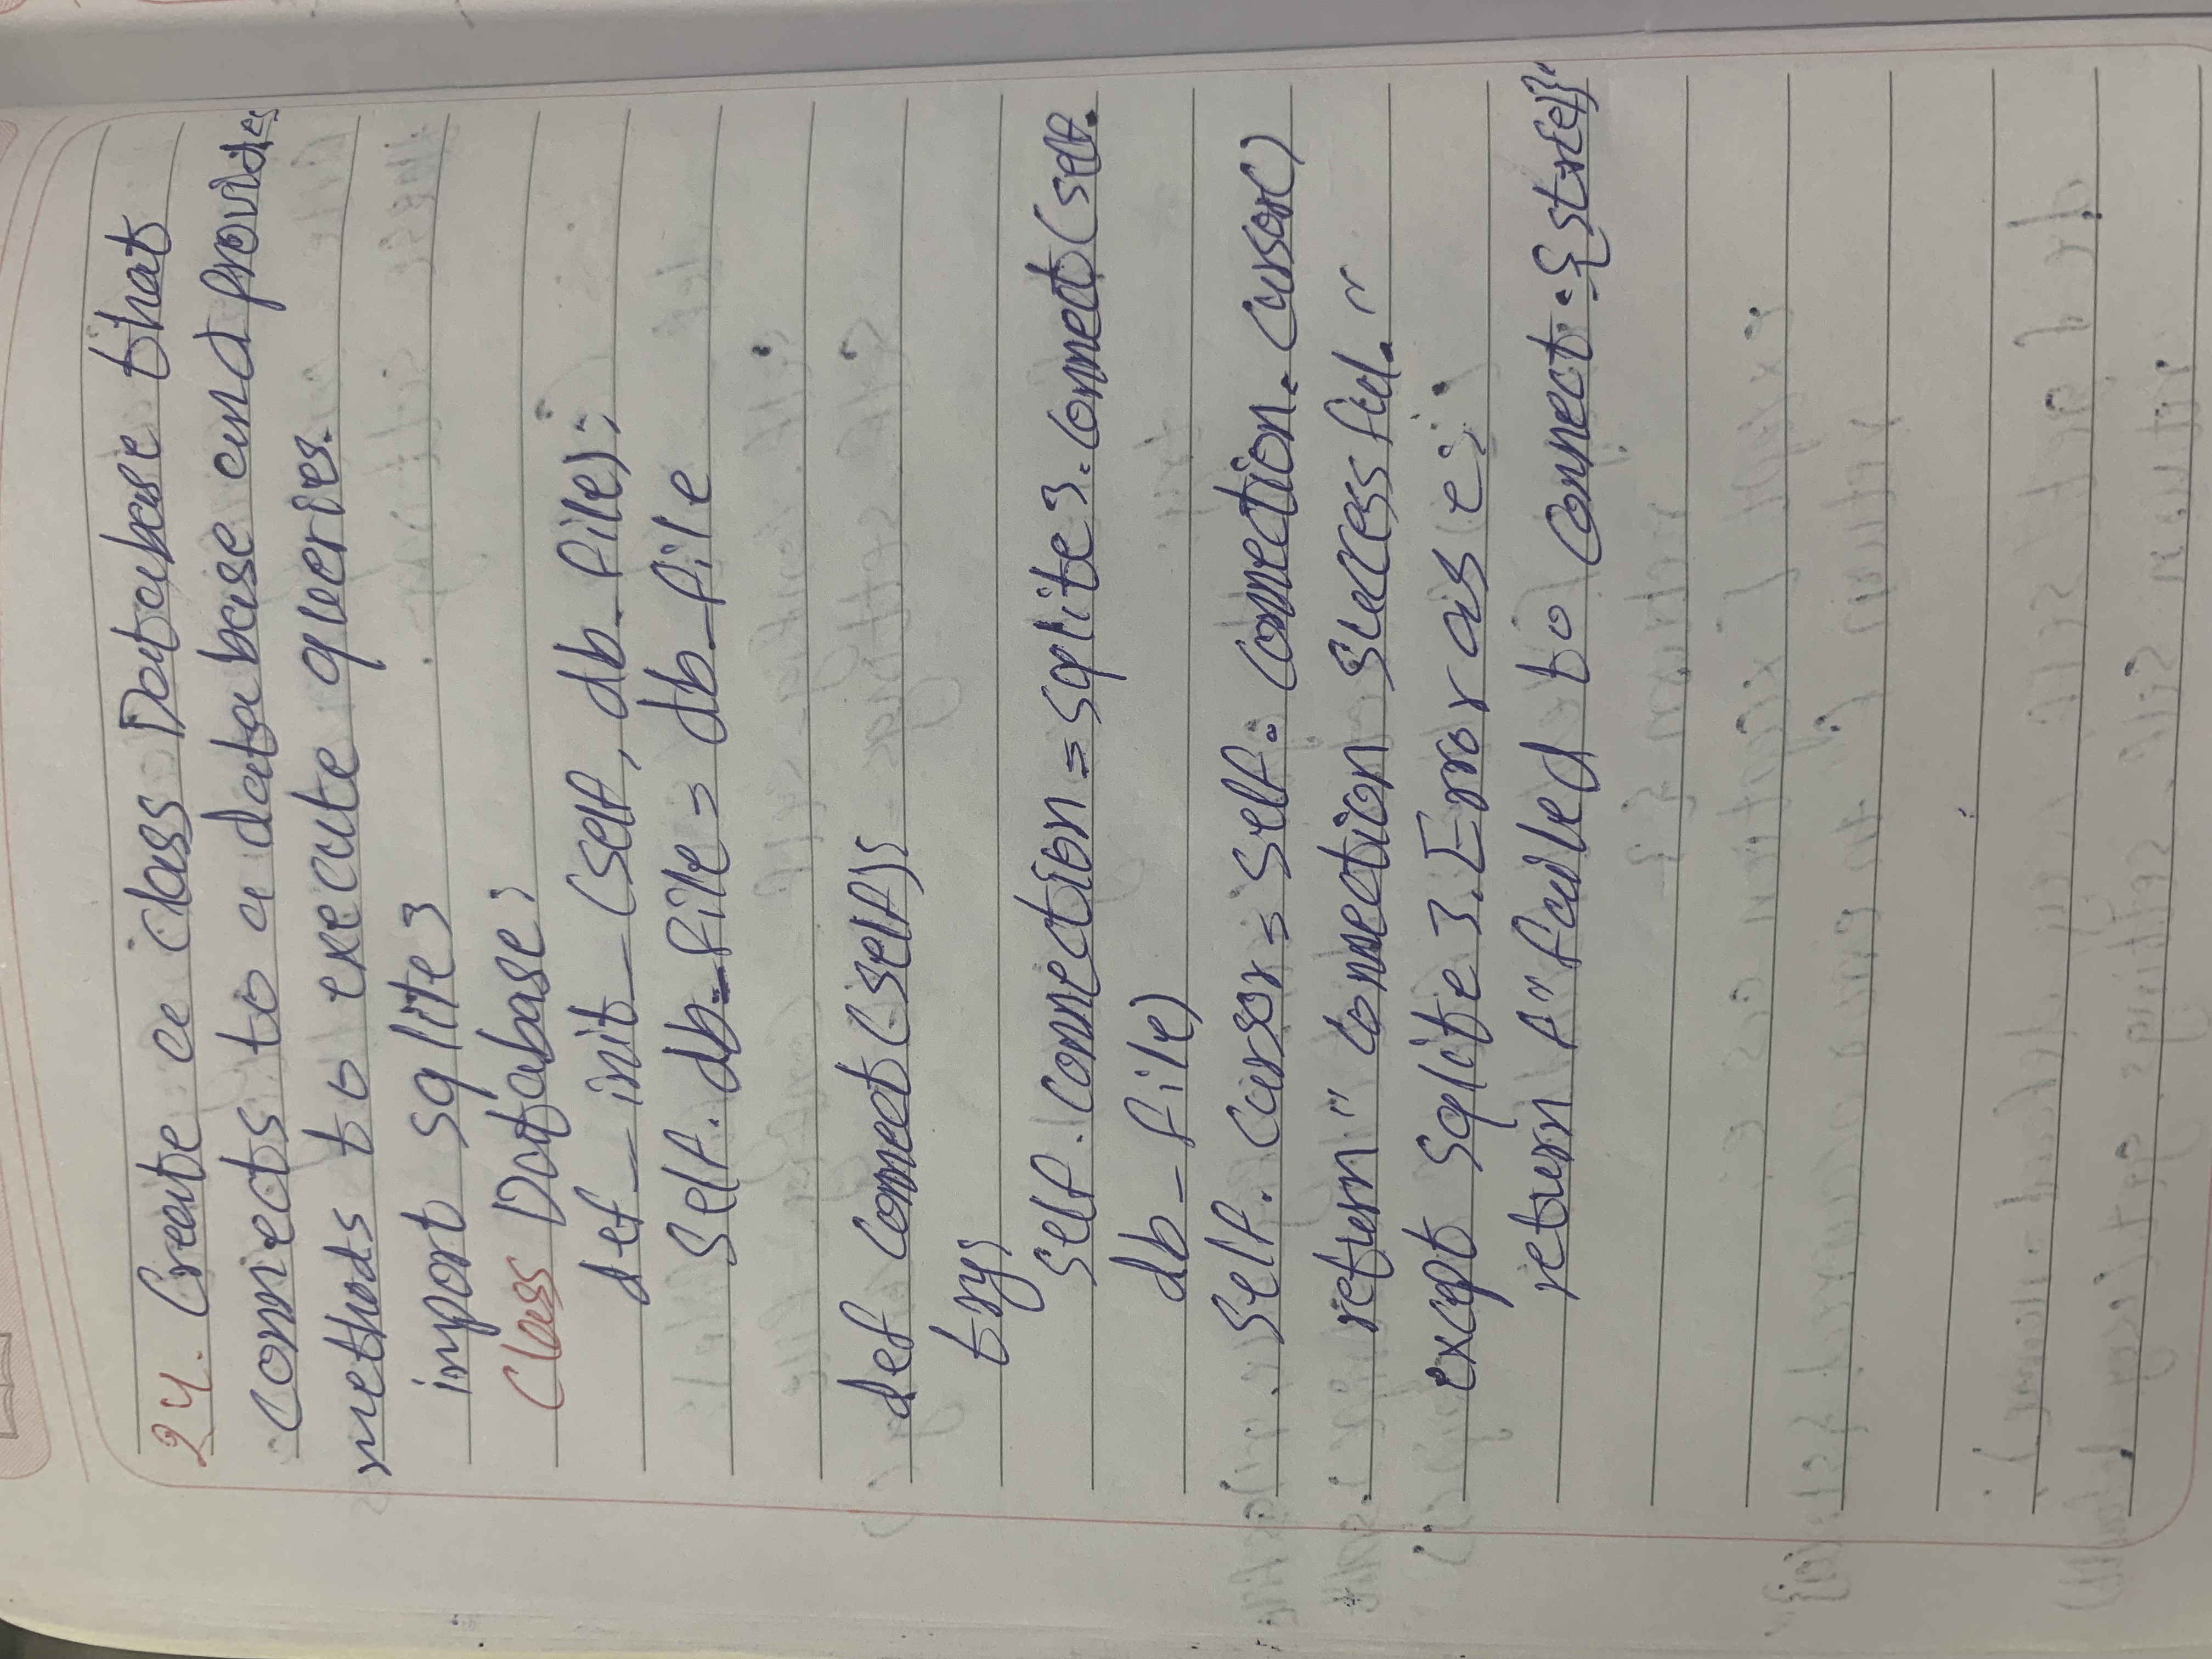 24. Create a class Database that
connects to a database and provides
methods to execute queries.
import sqlite3
Class Database:
def _init_ (self, db_file):
self.db_file = db_file
def connect (self):
try:
self.connection = sqlite3.connect(self.
db_file)
self.cursor = self.connection.cursor()
return "connection successful."
except sqlite3.Error as e:
return f"failed to connect:{str(e)}"